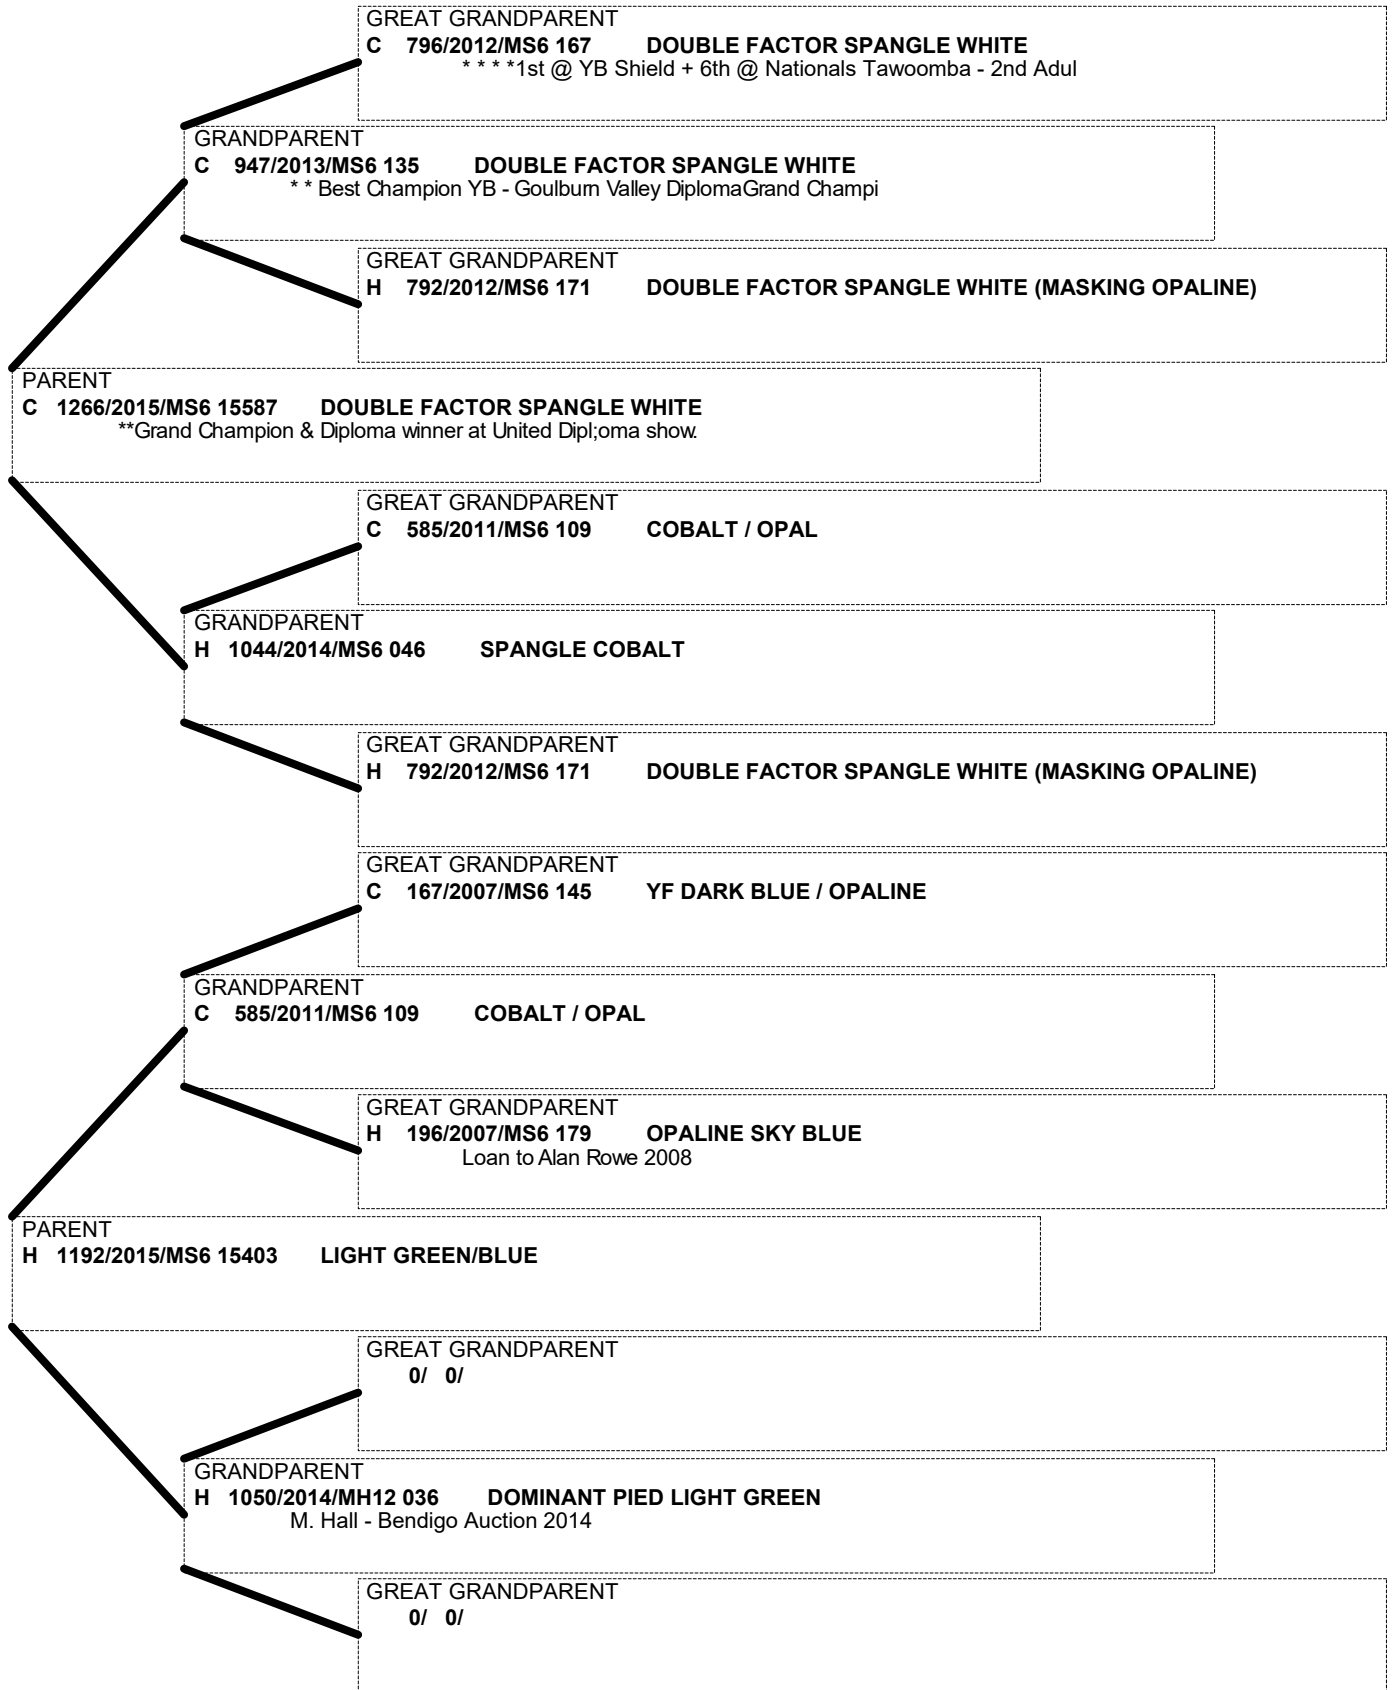 GREAT GRANDPARENT
C 796/2012/MS6 167 DOUBLE FACTOR SPANGLE WHITE
* * * *1st @ YB Shield + 6th @ Nationals Tawoomba - 2nd Adul
GRANDPARENT
C 947/2013/MS6 135 DOUBLE FACTOR SPANGLE WHITE
* * Best Champion YB - Goulburn Valley DiplomaGrand Champi
GREAT GRANDPARENT
H 792/2012/MS6 171 DOUBLE FACTOR SPANGLE WHITE (MASKING OPALINE)
PARENT
C 1266/2015/MS6 15587 DOUBLE FACTOR SPANGLE WHITE
**Grand Champion & Diploma winner at United Dipl;oma show.
GREAT GRANDPARENT
C 585/2011/MS6 109 COBALT / OPAL
GRANDPARENT
H 1044/2014/MS6 046 SPANGLE COBALT
GREAT GRANDPARENT
H 792/2012/MS6 171 DOUBLE FACTOR SPANGLE WHITE (MASKING OPALINE)
GREAT GRANDPARENT
C 167/2007/MS6 145 YF DARK BLUE / OPALINE
GRANDPARENT
C 585/2011/MS6 109 COBALT / OPAL
GREAT GRANDPARENT
H 196/2007/MS6 179 OPALINE SKY BLUE
Loan to Alan Rowe 2008
PARENT
H 1192/2015/MS6 15403 LIGHT GREEN/BLUE
GREAT GRANDPARENT
0/ 0/
GRANDPARENT
H 1050/2014/MH12 036 DOMINANT PIED LIGHT GREEN
M. Hall - Bendigo Auction 2014
GREAT GRANDPARENT
0/ 0/